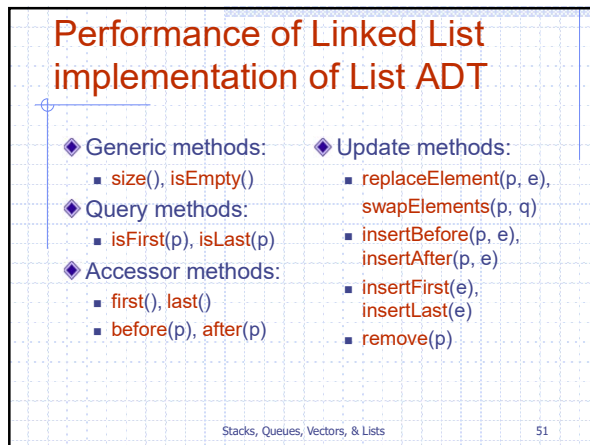 Performance of Linked List
implementation of List ADT
Generic methods:
size(), isEmpty()
Query methods:
isFirst(p), isLast(p)
Accessor methods:
first(), last()
before(p), after(p)
Update methods:
replaceElement(p, e),
swapElements(p, q)
insertBefore(p, e),
insertAfter(p, e)
insertFirst(e),
insertLast(e)
remove(p)
Stacks, Queues, Vectors, & Lists
51